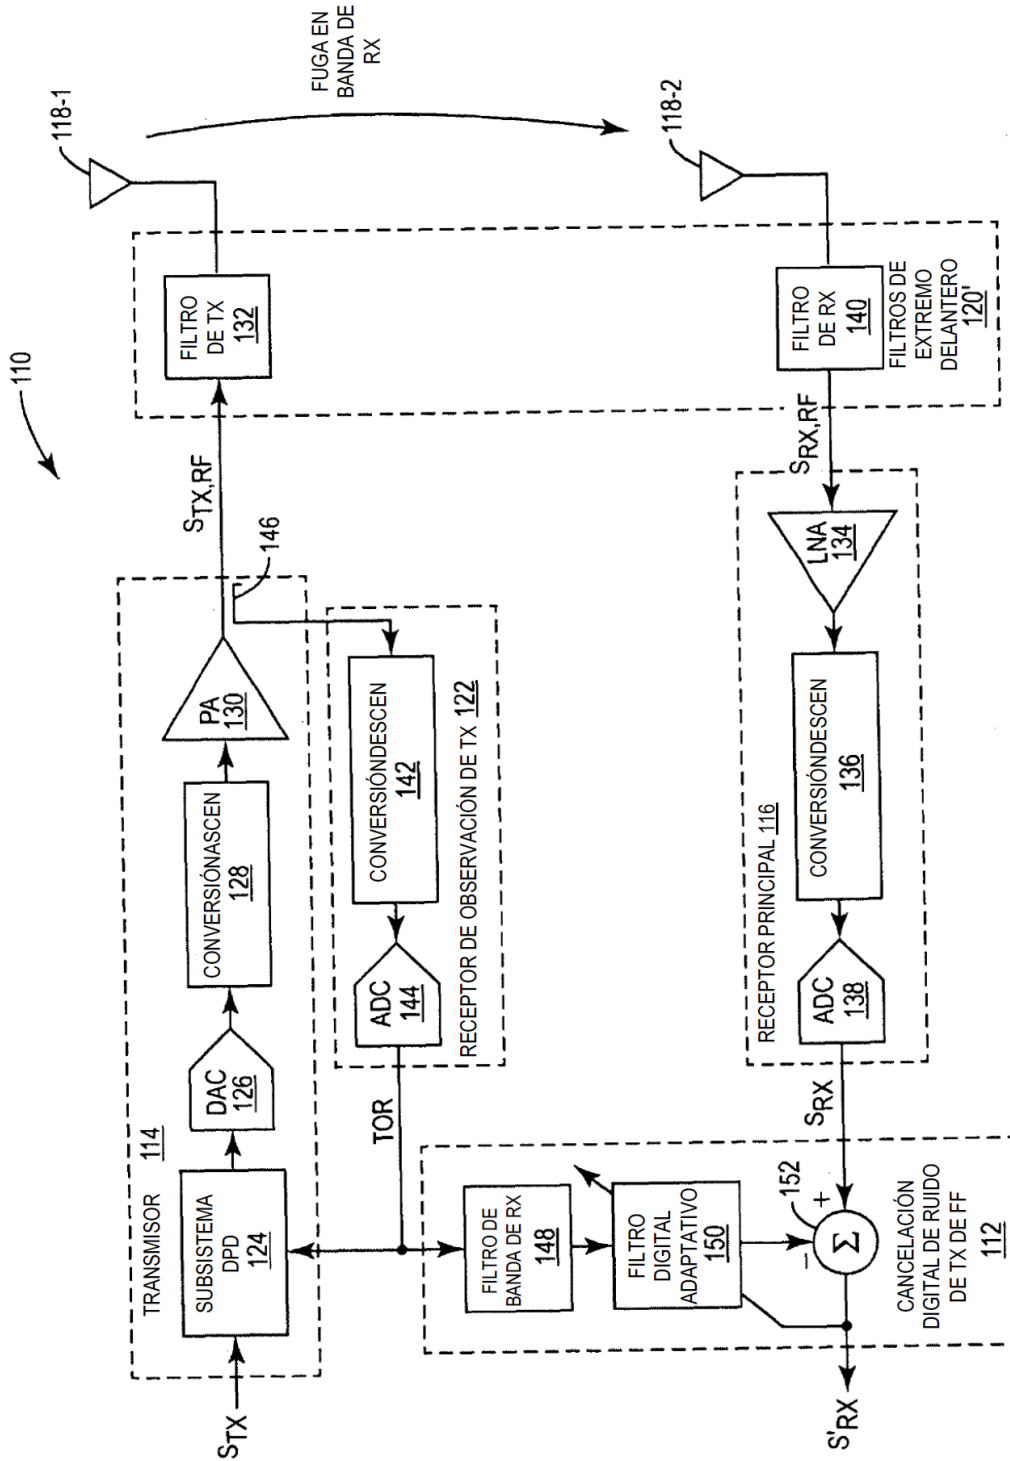 110
118-1
FUGA EN
BANDA DE
RX
118-2
TRANSMISOR 114
STX
SUBSISTEMA
DPD
124
DAC
126
CONVERSIÓNASCEN
128
PA
130
STX,RF
146
FILTRO
DE TX
132
TOR
ADC
144
CONVERSIÓNDESCEN
142
RECEPTOR DE OBSERVACIÓN DE TX 122
FILTRO DE
BANDA DE RX
148
FILTRO
DIGITAL
ADAPTATIVO
150
152
+
−
Σ
S'RX
CANCELACIÓN
DIGITAL DE RUIDO
DE TX DE FF
112
SRX
RECEPTOR PRINCIPAL 116
ADC
138
CONVERSIÓNDESCEN
136
LNA
134
SRX,RF
FILTRO
DE RX
140
FILTROS DE
EXTREMO
DELANTERO
120'